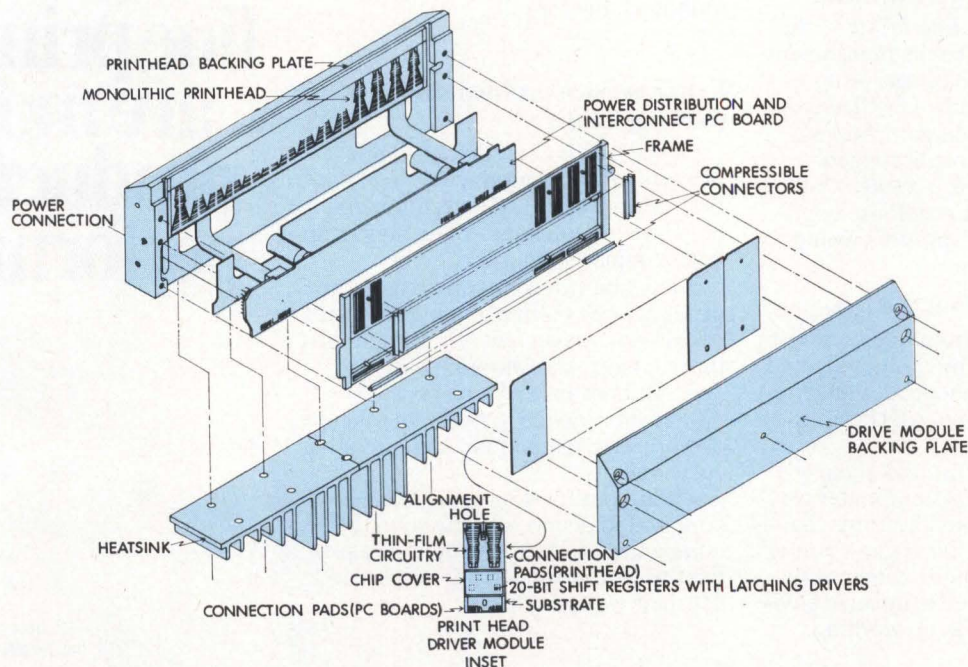 PRINTHEAD BACKING PLATE
MONOLITHIC PRINTHEAD
POWER DISTRIBUTION AND
INTERCONNECT PC BOARD
FRAME
COMPRESSIBLE
CONNECTORS
POWER
CONNECTION
DRIVE MODULE
BACKING PLATE
HEATSINK
ALIGNMENT
HOLE
THIN-FILM
CIRCUITRY
CONNECTION
PADS(PRINTHEAD)
CHIP COVER
20-BIT SHIFT REGISTERS WITH LATCHING DRIVERS
CONNECTION PADS(PC BOARDS)
SUBSTRATE
PRINT HEAD
DRIVER MODULE
INSET